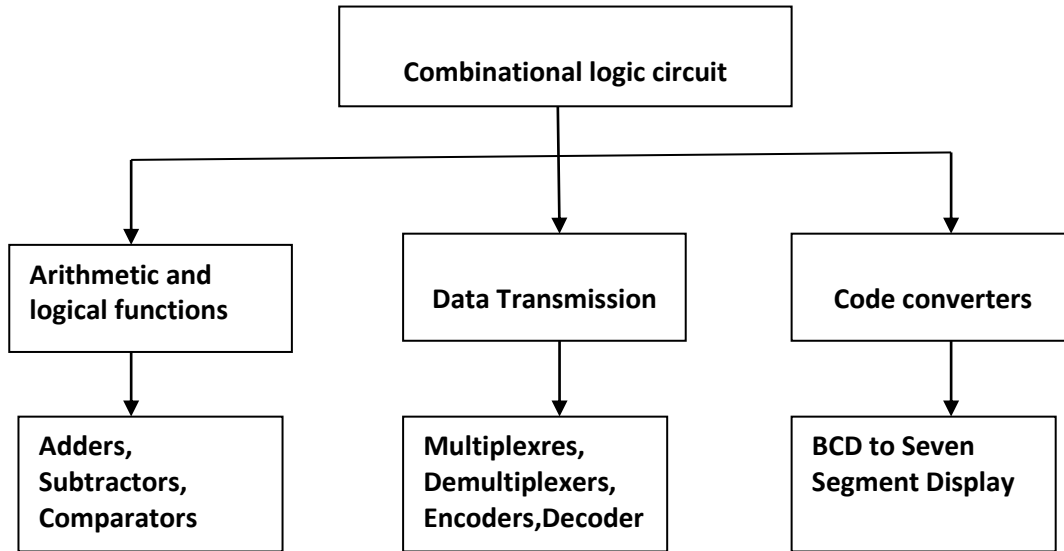 Combinational logic circuit
Arithmetic and
logical functions
Data Transmission
Code converters
Adders,
Subtractors,
Comparators
Multiplexres,
Demultiplexers,
Encoders,Decoder
BCD to Seven
Segment Display